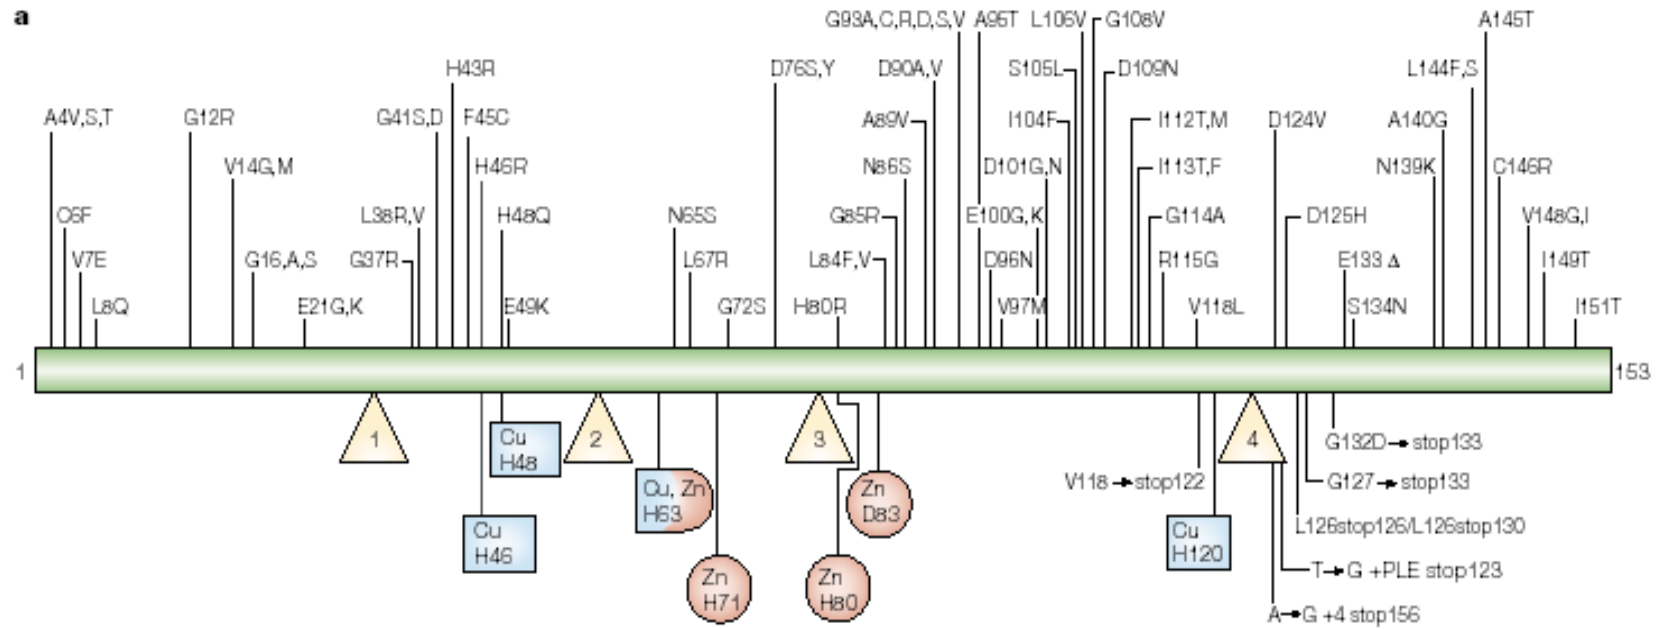 a
G93A,C,R,D,S,V A95T L106V G108V A145T
H43R D76S,Y D90A,V S105L D109N L144F,S
A4V,S,T G12R G41S,D F45C A89V I104F I112T,M D124V A140G
V14G,M H46R N86S D101G,N I113T,F N139K C146R
C6F L38R,V H48Q N65S G85R E100G,K G114A D125H V148G,I
V7E G16,A,S G37R L67R L84F,V D96N R115G E133 Δ I149T
L8Q E21G,K E49K G72S H80R V97M V118L S134N I151T
1 153
1 2 3 4
Cu
H48
G132D→stop133
V118→stop122
G127→stop133
Cu, Zn
H63
Zn
D83
L126stop126/L126stop130
Cu
H46
Cu
H120
T→G +PLE stop123
Zn
H71
Zn
H80
A→G +4 stop156